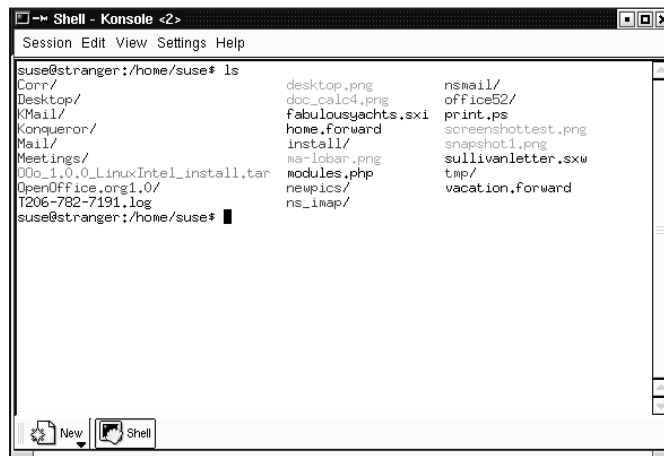 Shell - Konsole <2>
Session Edit View Settings Help
suse@stranger:/home/suse$ ls
Corr/ desktop.png nsmail/
Desktop/ doc_calc4.png office52/
KMail/ fabulousyachts.sxi print.ps
Konqueror/ home.forward screenshottest.png
Mail/ install/ snapshot1.png
Meetings/ ma-lobar.png sullivanletter.sxw
OOo_1.0.0_LinuxIntel_install.tar modules.php tmp/
OpenOffice.org1.0/ newpics/ vacation.forward
T206-782-7191.log ns_imap/
suse@stranger:/home/suse$
New Shell